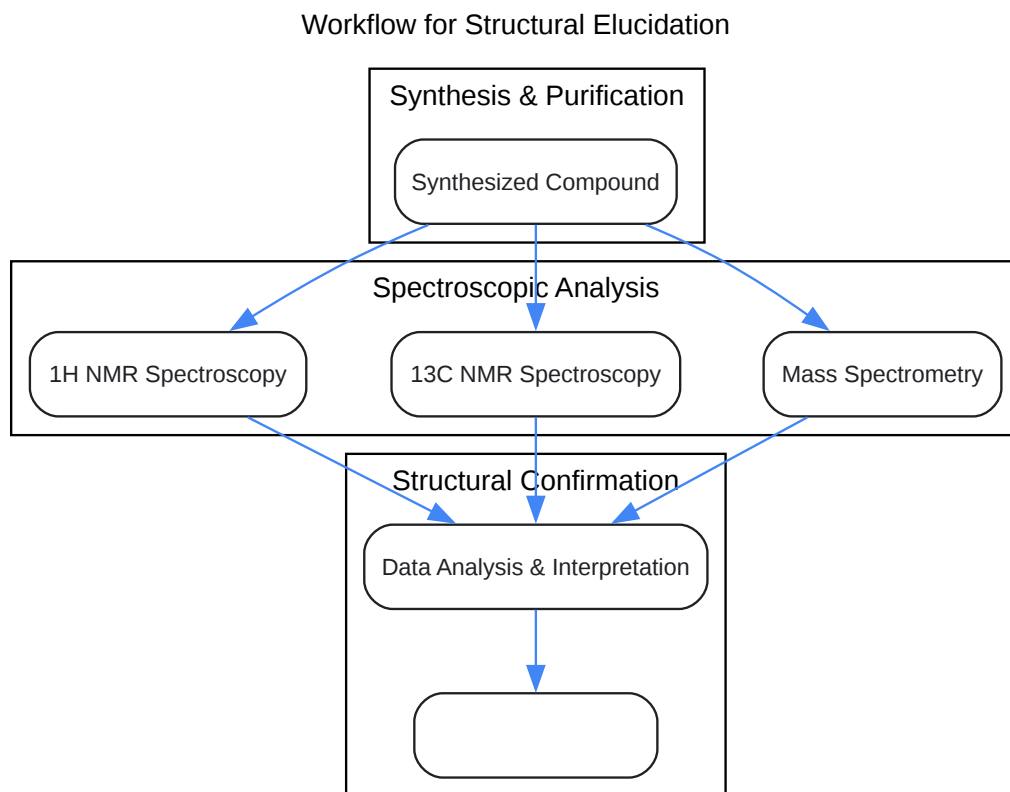 Workflow for Structural Elucidation
Synthesis & Purification
Synthesized Compound
Spectroscopic Analysis
1H NMR Spectroscopy
13C NMR Spectroscopy
Mass Spectrometry
Structural Confirmation
Data Analysis & Interpretation